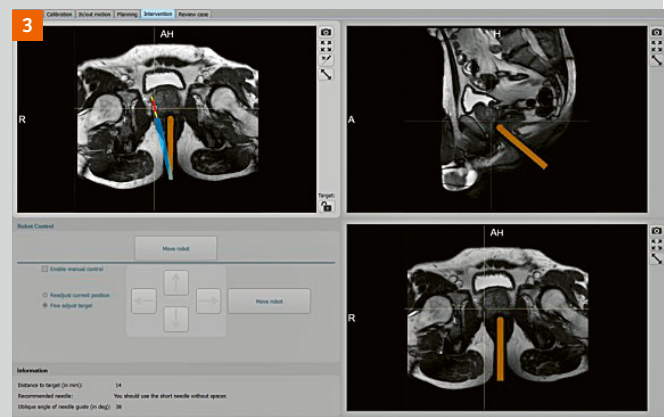 3
Calibration In/out motion Planning Intervention Review case
AH
R
Target:
H
A
Robot Control
Move robot
Enable manual control
Readjust current position
Fine adjust target
Move robot
AH
R
Information
Distance to target (in mm): 14
Recommended needle: You should use the short needle without spacer.
Oblique angle of needle guide (in deg): 38